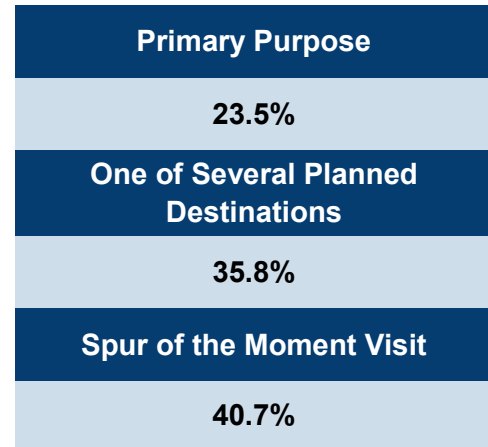 Primary Purpose
23.5%
One of Several Planned
Destinations
35.8%
Spur of the Moment Visit
40.7%